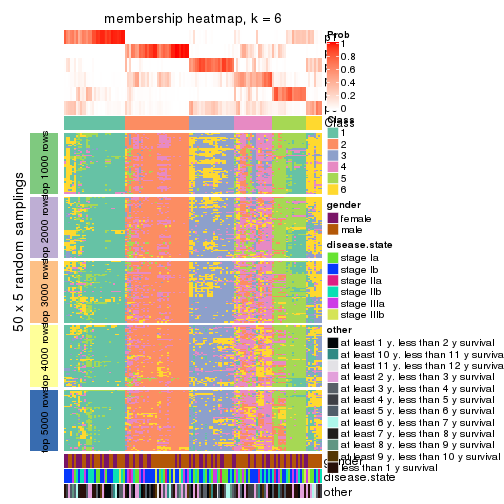 membership heatmap, k = 6
50 x 5 random samplings
top 1000 rows
top 2000 rows
top 3000 rows
top 4000 rows
top 5000 rows
Prob
1
0.8
0.6
0.4
0.2
0
Class
Class
1
2
3
4
5
6
gender
female
male
disease.state
stage Ia
stage Ib
stage IIa
stage IIb
stage IIIa
stage IIIb
other
at least 1 y. less than 2 y survival
at least 10 y. less than 11 y survival
at least 11 y. less than 12 y survival
at least 2 y. less than 3 y survival
at least 3 y. less than 4 y survival
at least 4 y. less than 5 y survival
at least 5 y. less than 6 y survival
at least 6 y. less than 7 y survival
at least 7 y. less than 8 y survival
at least 8 y. less than 9 y survival
at least 9 y. less than 10 y survival
less than 1 y survival
gender
disease.state
other